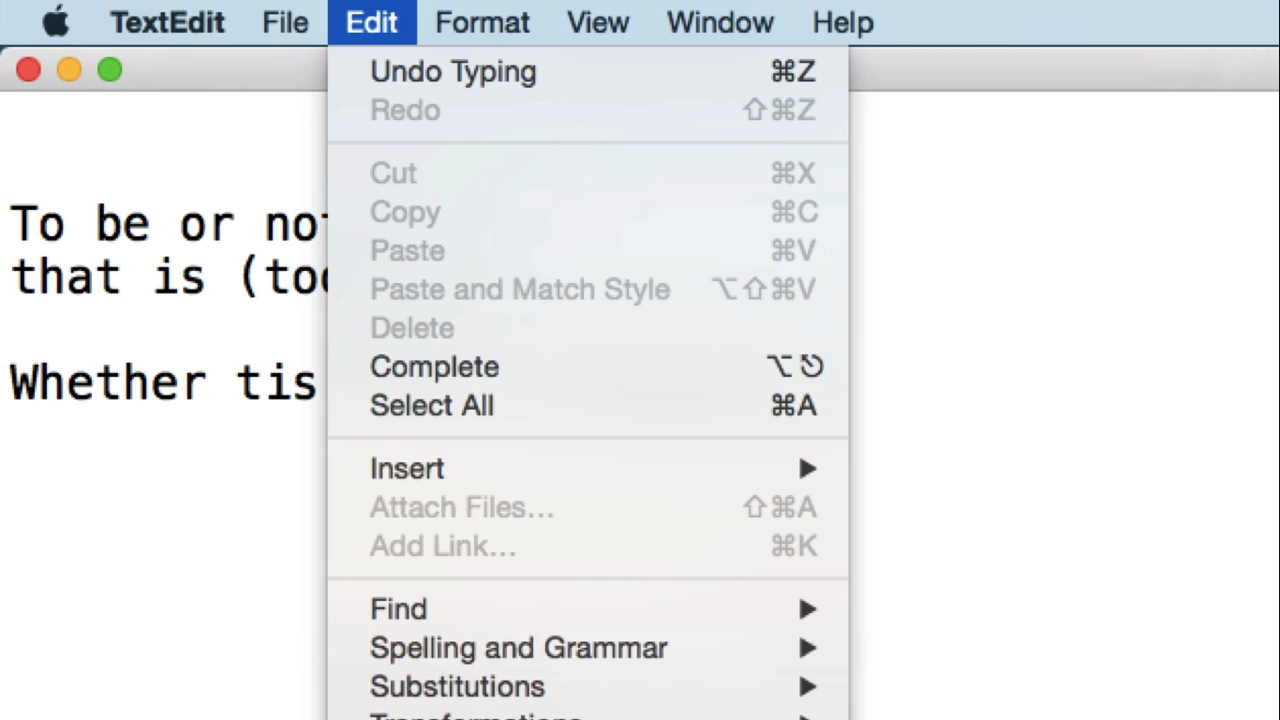 TextEdit File Edit Format View Window Help
Undo Typing ⌘Z
Redo ⇧⌘Z
Cut ⌘X
Copy ⌘C
Paste ⌘V
Paste and Match Style ⌥⇧⌘V
Delete
Complete ⌥⎋
Select All ⌘A
Insert ▶
Attach Files... ⇧⌘A
Add Link... ⌘K
Find ▶
Spelling and Grammar ▶
Substitutions ▶
Transformations ▶
To be or not
that is
Whether tis